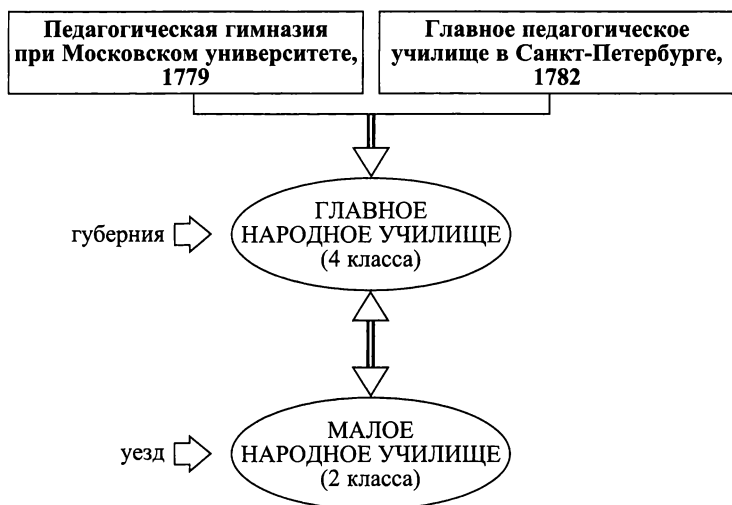 Педагогическая гимназия
при Московском университете,
1779
Главное педагогическое
училище в Санкт-Петербурге,
1782
ГЛАВНОЕ
НАРОДНОЕ УЧИЛИЩЕ
(4 класса)
губерния
МАЛОЕ
НАРОДНОЕ УЧИЛИЩЕ
(2 класса)
уезд